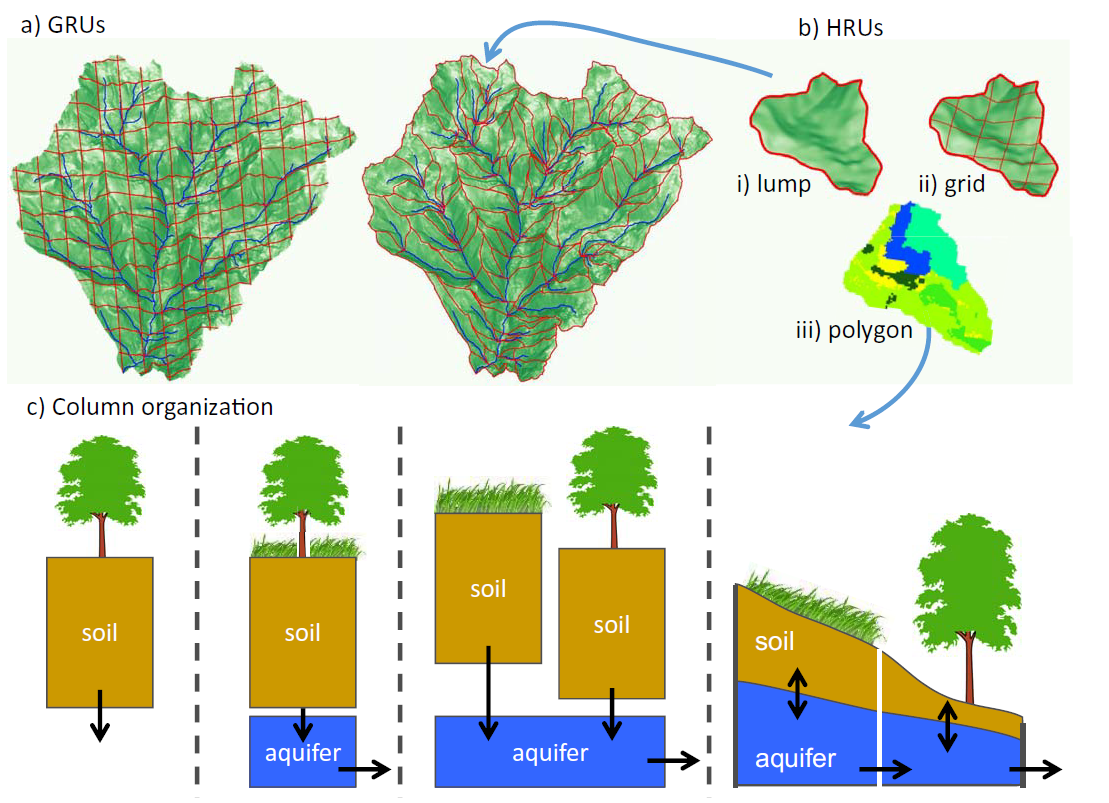 a) GRUs
b) HRUs
i) lump
ii) grid
iii) polygon
c) Column organization
soil
soil
aquifer
soil
soil
aquifer
soil
aquifer